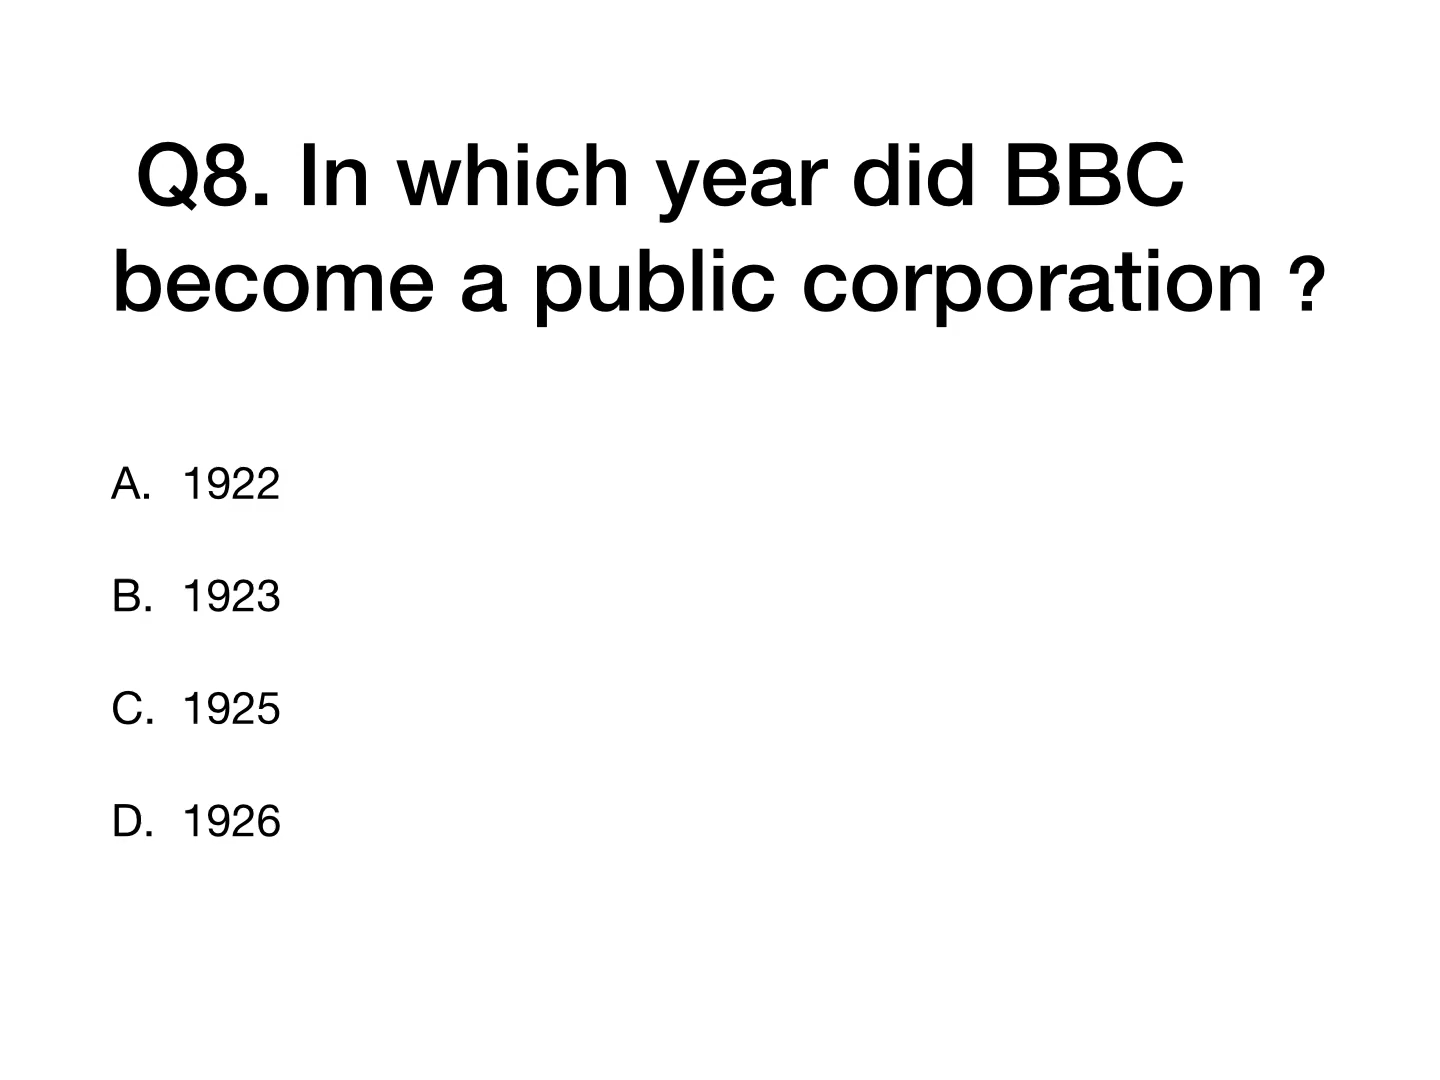 Q8. In which year did BBC
become a public corporation ?
A. 1922
B. 1923
C. 1925
D. 1926